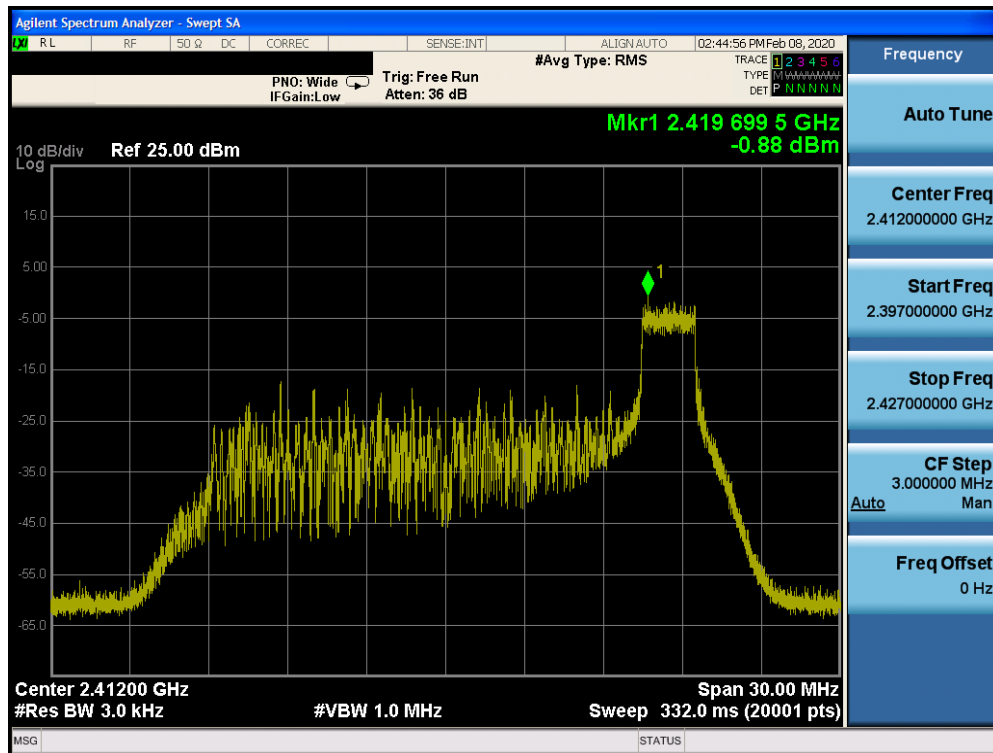 Agilent Spectrum Analyzer - Swept SA
LXI RL RF 50 Ω DC CORREC SENSE:INT ALIGN AUTO 02:44:56 PM Feb 08, 2020
#Avg Type: RMS TRACE 1 2 3 4 5 6
PNO: Wide Trig: Free Run TYPE M WWWWW
IFGain:Low Atten: 36 dB DET P N N N N N
Mkr1 2.419 699 5 GHz
-0.88 dBm
10 dB/div Ref 25.00 dBm
Log
15.0
5.00
1
-5.00
-15.0
-25.0
-35.0
-45.0
-55.0
-65.0
Center 2.41200 GHz Span 30.00 MHz
#Res BW 3.0 kHz #VBW 1.0 MHz Sweep 332.0 ms (20001 pts)
MSG STATUS
Frequency
Auto Tune
Center Freq
2.412000000 GHz
Start Freq
2.397000000 GHz
Stop Freq
2.427000000 GHz
CF Step
3.000000 MHz
Auto Man
Freq Offset
0 Hz